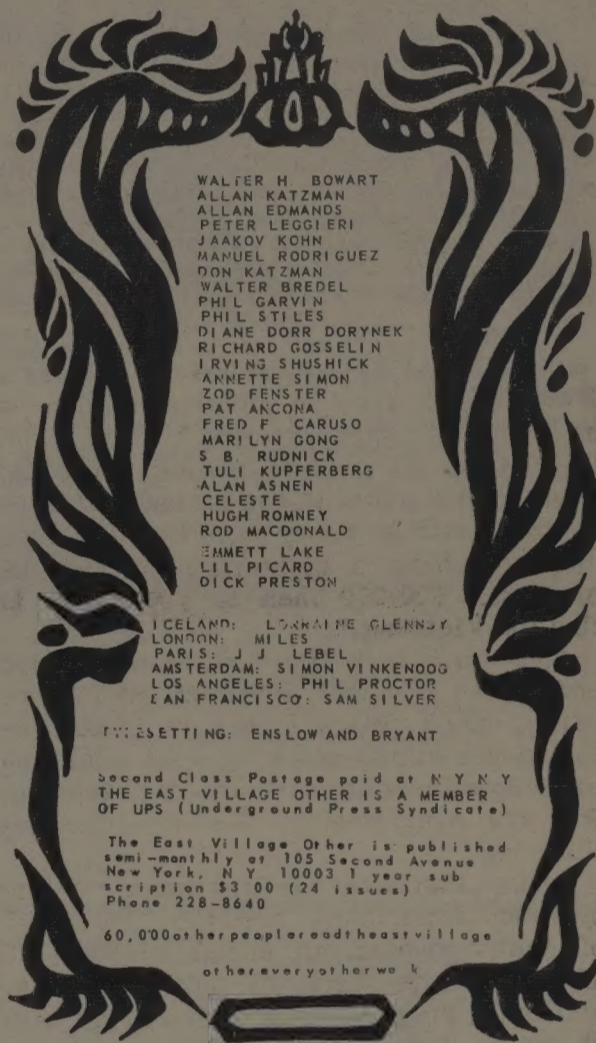 WALTER H. BOWART
ALLAN KATZMAN
ALLAN EDMANDS
PETER LEGGIERI
JAAKOV KOHN
MANUEL RODRIGUEZ
DON KATZMAN
WALTER BREDEL
PHIL GARVIN
PHIL STILES
DIANE DORR DORYNEK
RICHARD GOSSELIN
IRVING SHUSHICK
ANNETTE SIMON
ZOD FENSTER
PAT ANCONA
FRED F. CARUSO
MARILYN GONG
S B. RUDNICK
TULI KUPFERBERG
ALAN ASNEN
CELESTE
HUGH ROMNEY
ROD MACDONALD
EMMETT LAKE
LIL PICARD
DICK PRESTON
ICELAND: LORRAINE
LONDON: MILES
PARIS: J J LEBEL
AMSTERDAM: SIMON VINKENOOG
LOS ANGELES: PHIL PROCTOR
FRANCISCO: SAM SILVER
ENSLOW AND BRYANT
Second Class Postage paid at N Y N Y
THE EAST VILLAGE OTHER IS A MEMBER
OF UPS (Underground Press Syndicate)
The East Village Other is published
semi-monthly at 105 Second Avenue
New York, N Y 10003 1 year sub
scription $3 00 (24 issues)
Phone 228-8640
60,000otherpeoplereadtheeastvillage
othereveryotherwe k